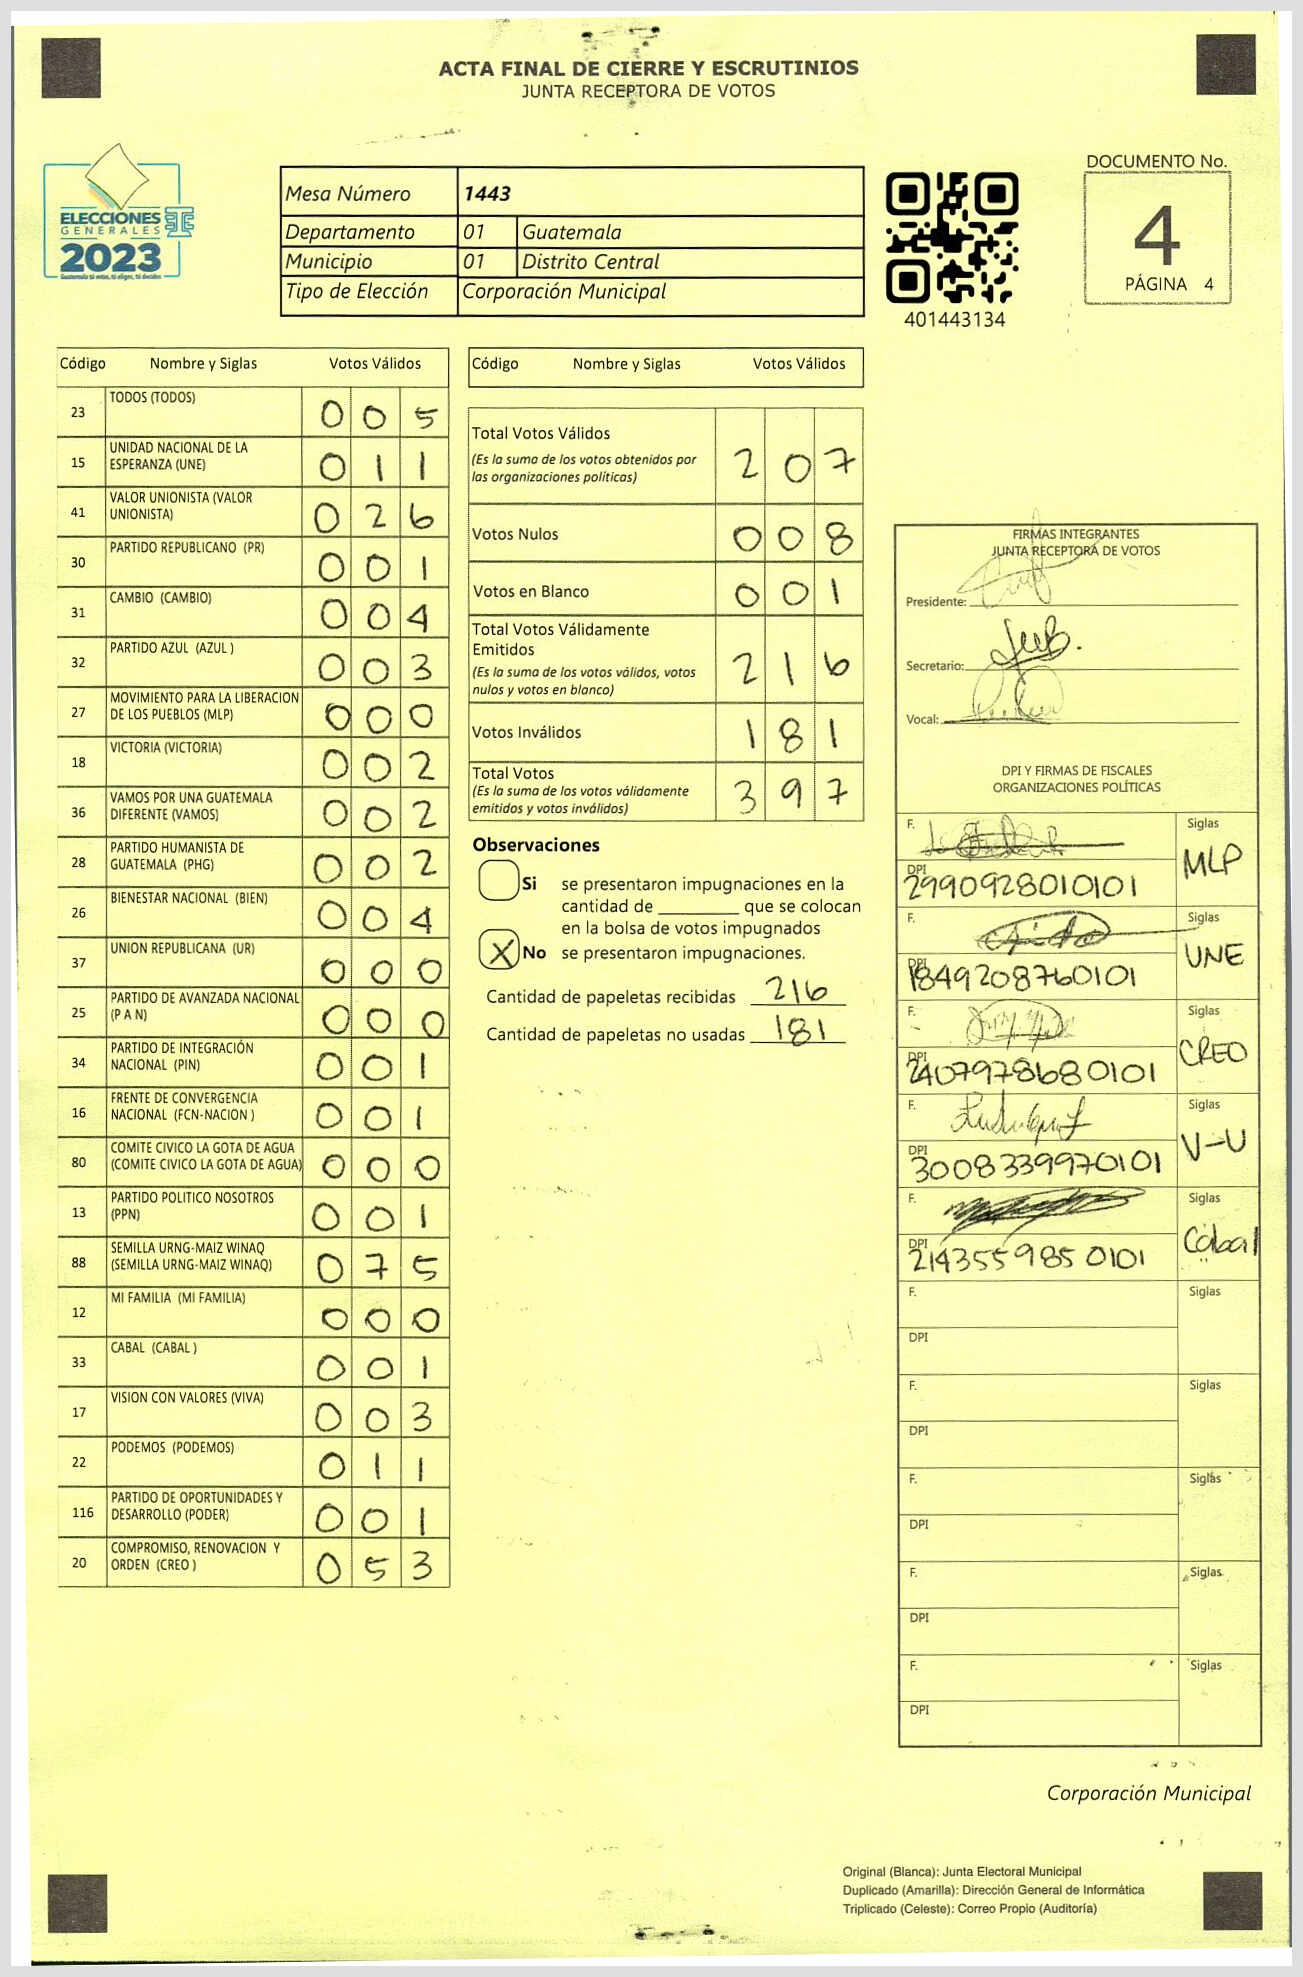 ACTA FINAL DE CIERRE Y ESCRUTINIOS
JUNTA RECEPTORA DE VOTOS
ELECCIONES
GENERALES
2023
Mesa Número 1443
Departamento 01 Guatemala
Municipio 01 Distrito Central
Tipo de Elección Corporación Municipal
401443134
DOCUMENTO No.
4
PÁGINA 4
Código Nombre y Siglas Votos Válidos
23 TODOS (TODOS) 0 0 5
15 UNIDAD NACIONAL DE LA
ESPERANZA (UNE) 0 1 1
41 VALOR UNIONISTA (VALOR
UNIONISTA) 0 2 6
30 PARTIDO REPUBLICANO (PR) 0 0 1
31 CAMBIO (CAMBIO) 0 0 4
32 PARTIDO AZUL (AZUL ) 0 0 3
27 MOVIMIENTO PARA LA LIBERACION
DE LOS PUEBLOS (MLP) 0 0 0
18 VICTORIA (VICTORIA) 0 0 2
36 VAMOS POR UNA GUATEMALA
DIFERENTE (VAMOS) 0 0 2
28 PARTIDO HUMANISTA DE
GUATEMALA (PHG) 0 0 2
26 BIENESTAR NACIONAL (BIEN) 0 0 4
37 UNION REPUBLICANA (UR) 0 0 0
25 PARTIDO DE AVANZADA NACIONAL
(P A N) 0 0 0
34 PARTIDO DE INTEGRACIÓN
NACIONAL (PIN) 0 0 1
16 FRENTE DE CONVERGENCIA
NACIONAL (FCN-NACION ) 0 0 1
80 COMITE CIVICO LA GOTA DE AGUA
(COMITE CIVICO LA GOTA DE AGUA) 0 0 0
13 PARTIDO POLITICO NOSOTROS
(PPN) 0 0 1
88 SEMILLA URNG-MAIZ WINAQ
(SEMILLA URNG-MAIZ WINAQ) 0 7 5
12 MI FAMILIA (MI FAMILIA) 0 0 0
33 CABAL (CABAL ) 0 0 1
17 VISION CON VALORES (VIVA) 0 0 3
22 PODEMOS (PODEMOS) 0 1 1
116 PARTIDO DE OPORTUNIDADES Y
DESARROLLO (PODER) 0 0 1
20 COMPROMISO, RENOVACION Y
ORDEN (CREO ) 0 5 3
Código Nombre y Siglas Votos Válidos
Total Votos Válidos
(Es la suma de los votos obtenidos por
las organizaciones políticas) 2 0 7
Votos Nulos 0 0 8
Votos en Blanco 0 0 1
Total Votos Válidamente
Emitidos
(Es la suma de los votos válidos, votos
nulos y votos en blanco) 2 1 6
Votos Inválidos 1 8 1
Total Votos
(Es la suma de los votos válidamente
emitidos y votos inválidos) 3 9 7
Observaciones
Si se presentaron impugnaciones en la
cantidad de ________ que se colocan
en la bolsa de votos impugnados
X No se presentaron impugnaciones.
Cantidad de papeletas recibidas 216
Cantidad de papeletas no usadas 181
FIRMAS INTEGRANTES
JUNTA RECEPTORA DE VOTOS
Presidente:
Secretario:
Vocal:
DPI Y FIRMAS DE FISCALES
ORGANIZACIONES POLÍTICAS
F. Siglas
DPI 2990928010101 MLP
F. Siglas
DPI 1849208760101 UNE
F. Siglas
DPI 2407978680101 CREO
F. Siglas
DPI 3008339970101 V-U
F. Siglas
DPI 2143559850101 Cabal
F. Siglas
DPI
F. Siglas
DPI
F. Siglas
DPI
F. Siglas
DPI
F. Siglas
DPI
Corporación Municipal
Original (Blanca): Junta Electoral Municipal
Duplicado (Amarilla): Dirección General de Informática
Triplicado (Celeste): Correo Propio (Auditoría)